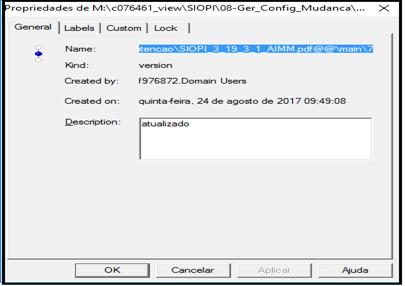 Propriedades de M:\c076461_view\SIOPI\08-Ger_Config_Mudanca\...
General Labels Custom Lock
Name: itencao\SIOPI_3_19_3_1_AIMM.pdf@@\main\7
Kind: version
Created by: f976872.Domain Users
Created on: quinta-feira, 24 de agosto de 2017 09:49:08
Description: atualizado
OK Cancelar Aplicar Ajuda